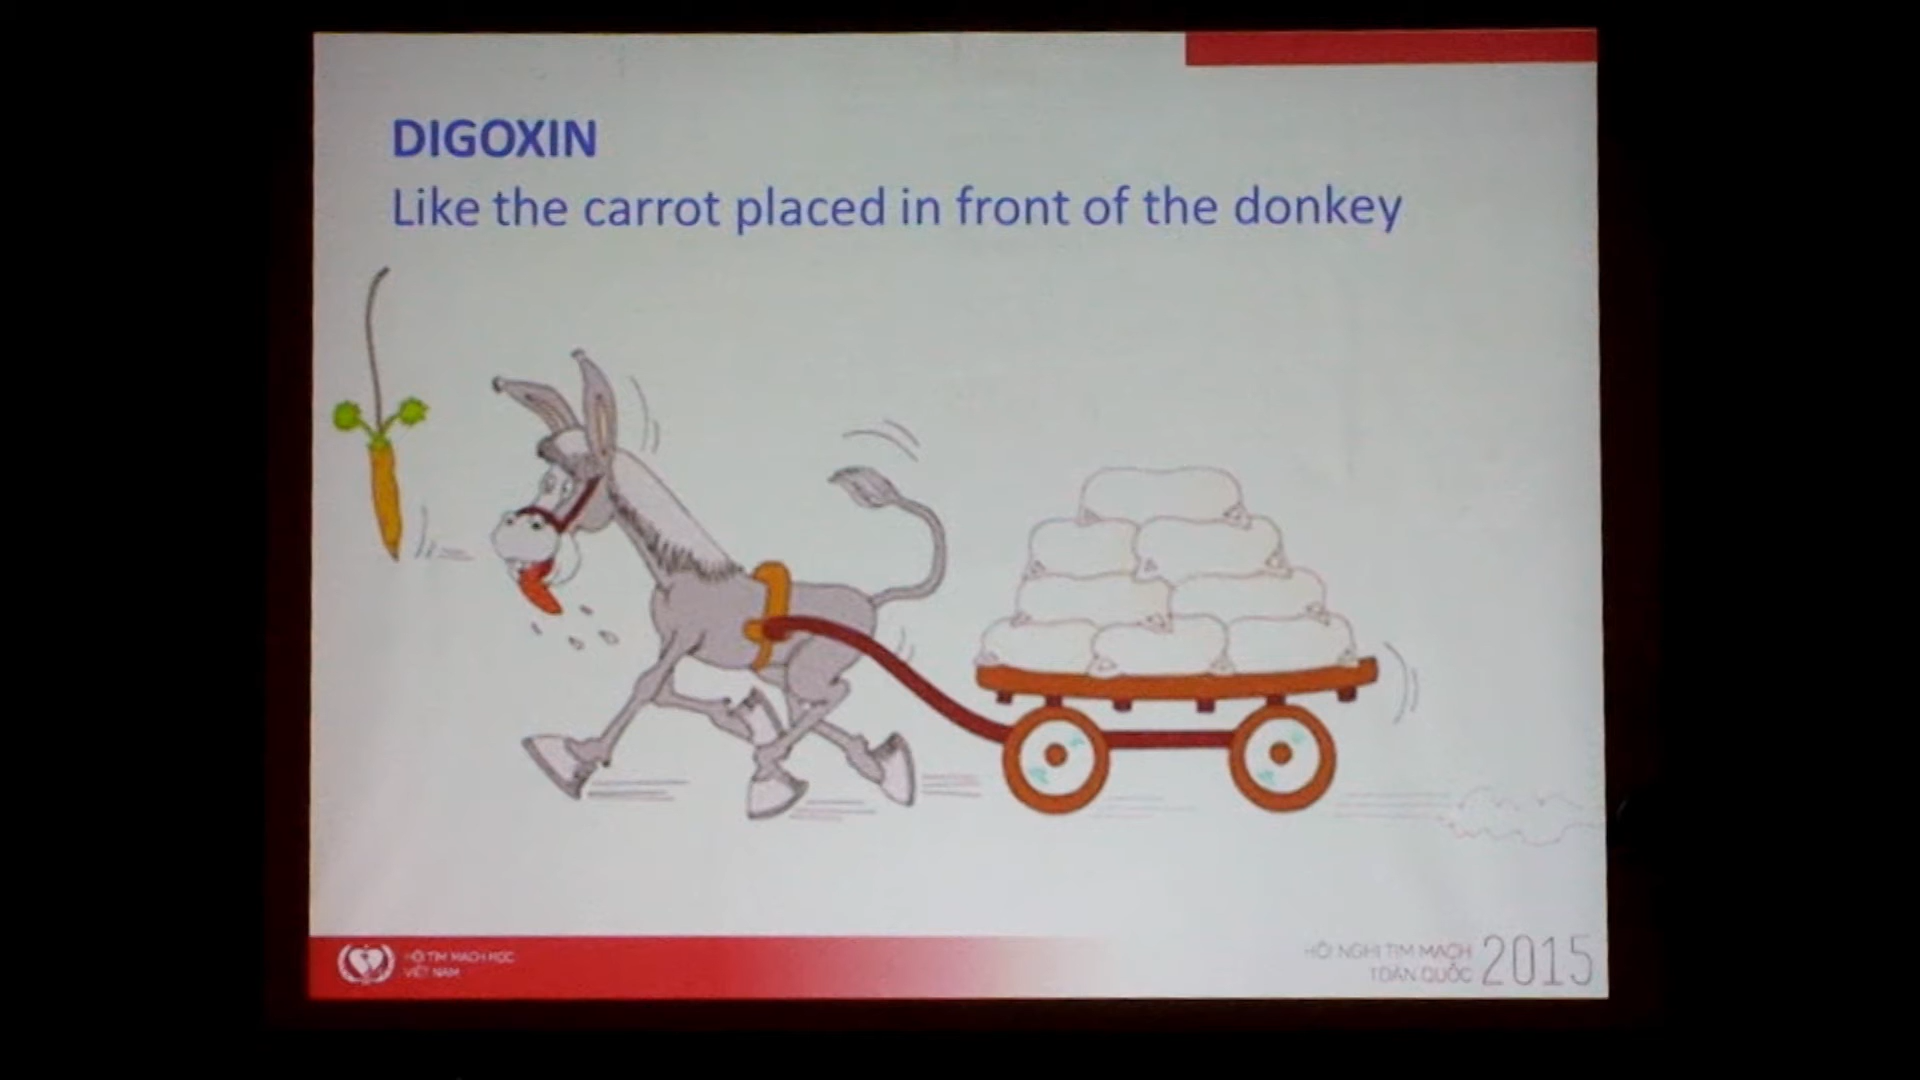 DIGOXIN
Like the carrot placed in front of the donkey
HỘI TIM MẠCH HỌC
VIỆT NAM
HỘI NGHỊ TIM MẠCH
TOÀN QUỐC 2015